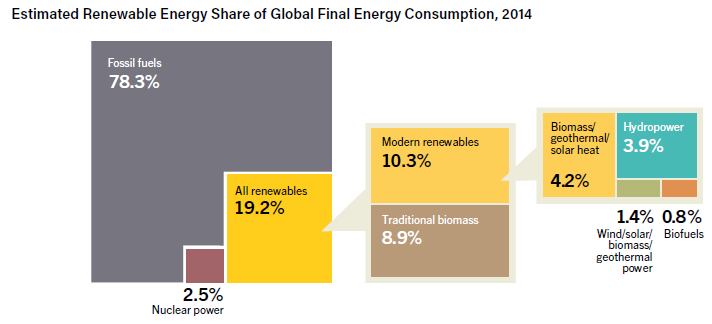 Estimated Renewable Energy Share of Global Final Energy Consumption, 2014
Fossil fuels
78.3%
All renewables
19.2%
2.5%
Nuclear power
Modern renewables
10.3%
Traditional biomass
8.9%
Biomass/
geothermal/
solar heat
4.2%
Hydropower
3.9%
1.4%
Wind/solar/
biomass/
geothermal
power
0.8%
Biofuels